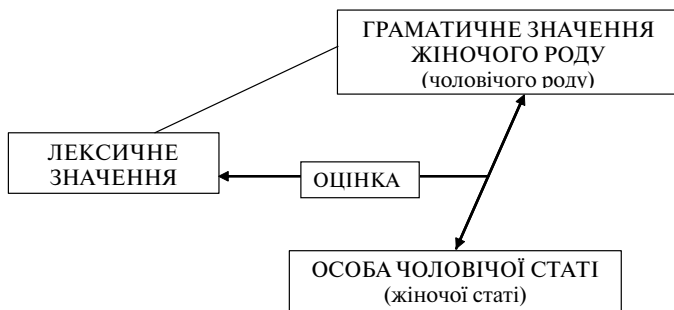 ГРАМАТИЧНЕ ЗНАЧЕННЯ
ЖІНОЧОГО РОДУ
(чоловічого роду)
ЛЕКСИЧНЕ
ЗНАЧЕННЯ
ОЦІНКА
ОСОБА ЧОЛОВІЧОЇ СТАТІ
(жіночої статі)